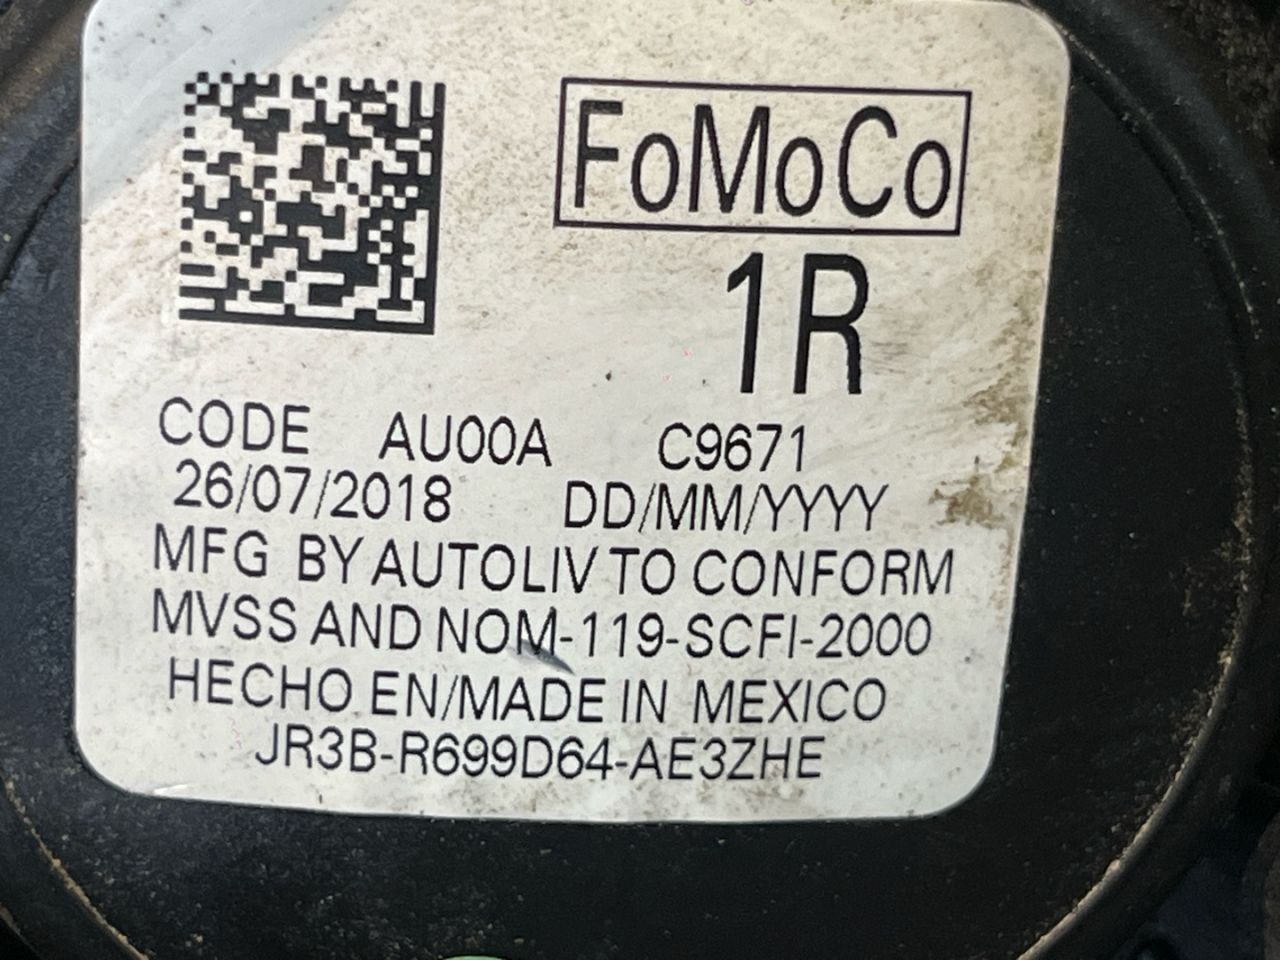 FoMoCo
1R
CODE AU00A C9671
26/07/2018 DD/MM/YYYY
MFG BY AUTOLIV TO CONFORM
MVSS AND NOM-119-SCFI-2000
HECHO EN/MADE IN MEXICO
JR3B-R699D64-AE3ZHE